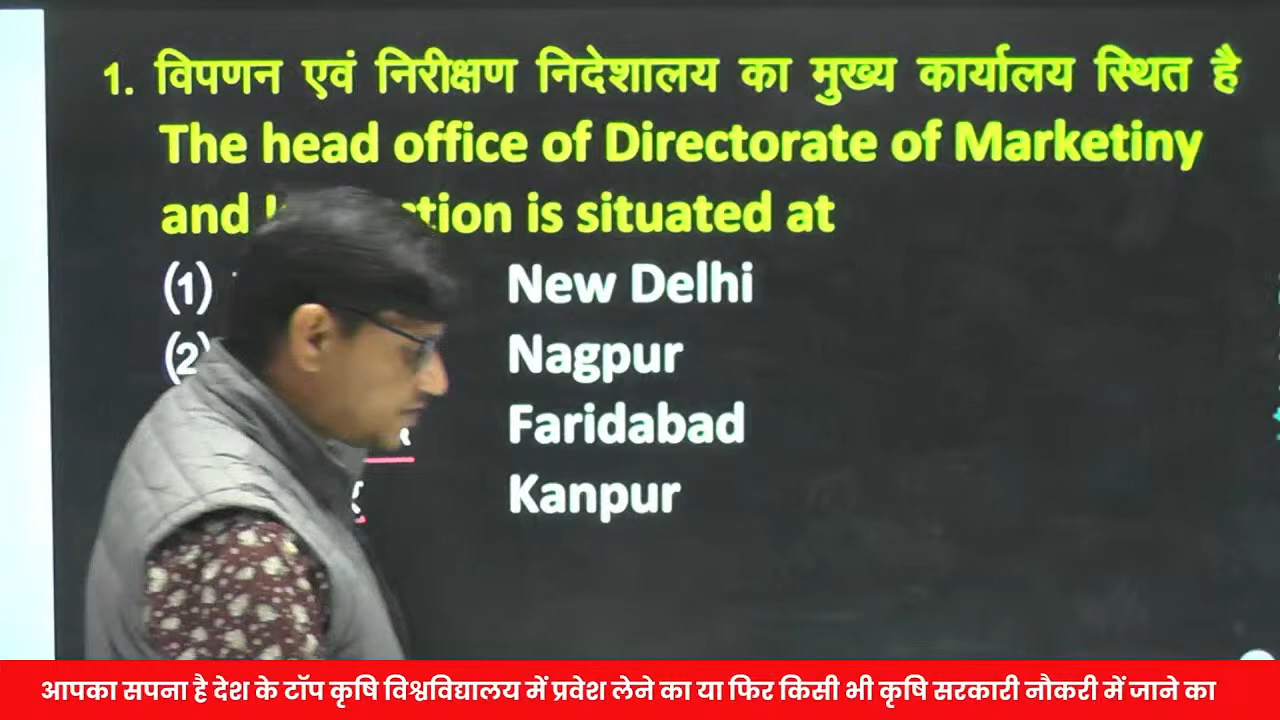 1. विपणन एवं निरीक्षण निदेशालय का मुख्य कार्यालय स्थित है
The head office of Directorate of Marketiny
and is situated at
(1) New Delhi
(2) Nagpur
Faridabad
Kanpur
आपका सपना है देश के टॉप कृषि विश्वविद्यालय में प्रवेश लेने का या फिर किसी भी कृषि सरकारी नौकरी में जाने का